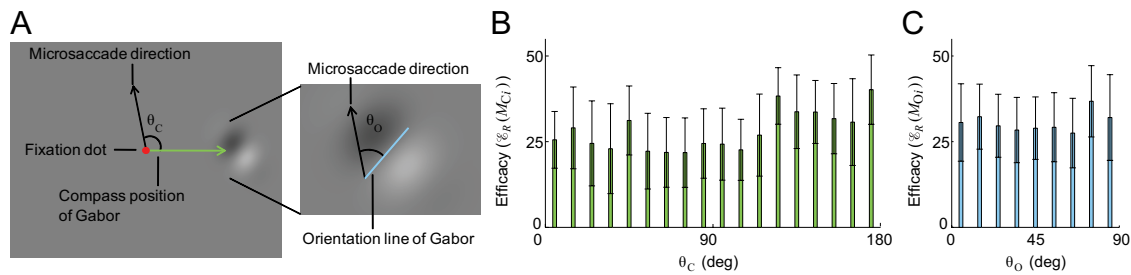 A
Microsaccade direction
θC
Fixation dot
Compass position
of Gabor
Microsaccade direction
θO
Orientation line of Gabor
B
Efficacy (ℰR (MCi))
50
25
0
0
90
180
θC (deg)
C
Efficacy (ℰR (MOi))
50
25
0
0
45
90
θO (deg)